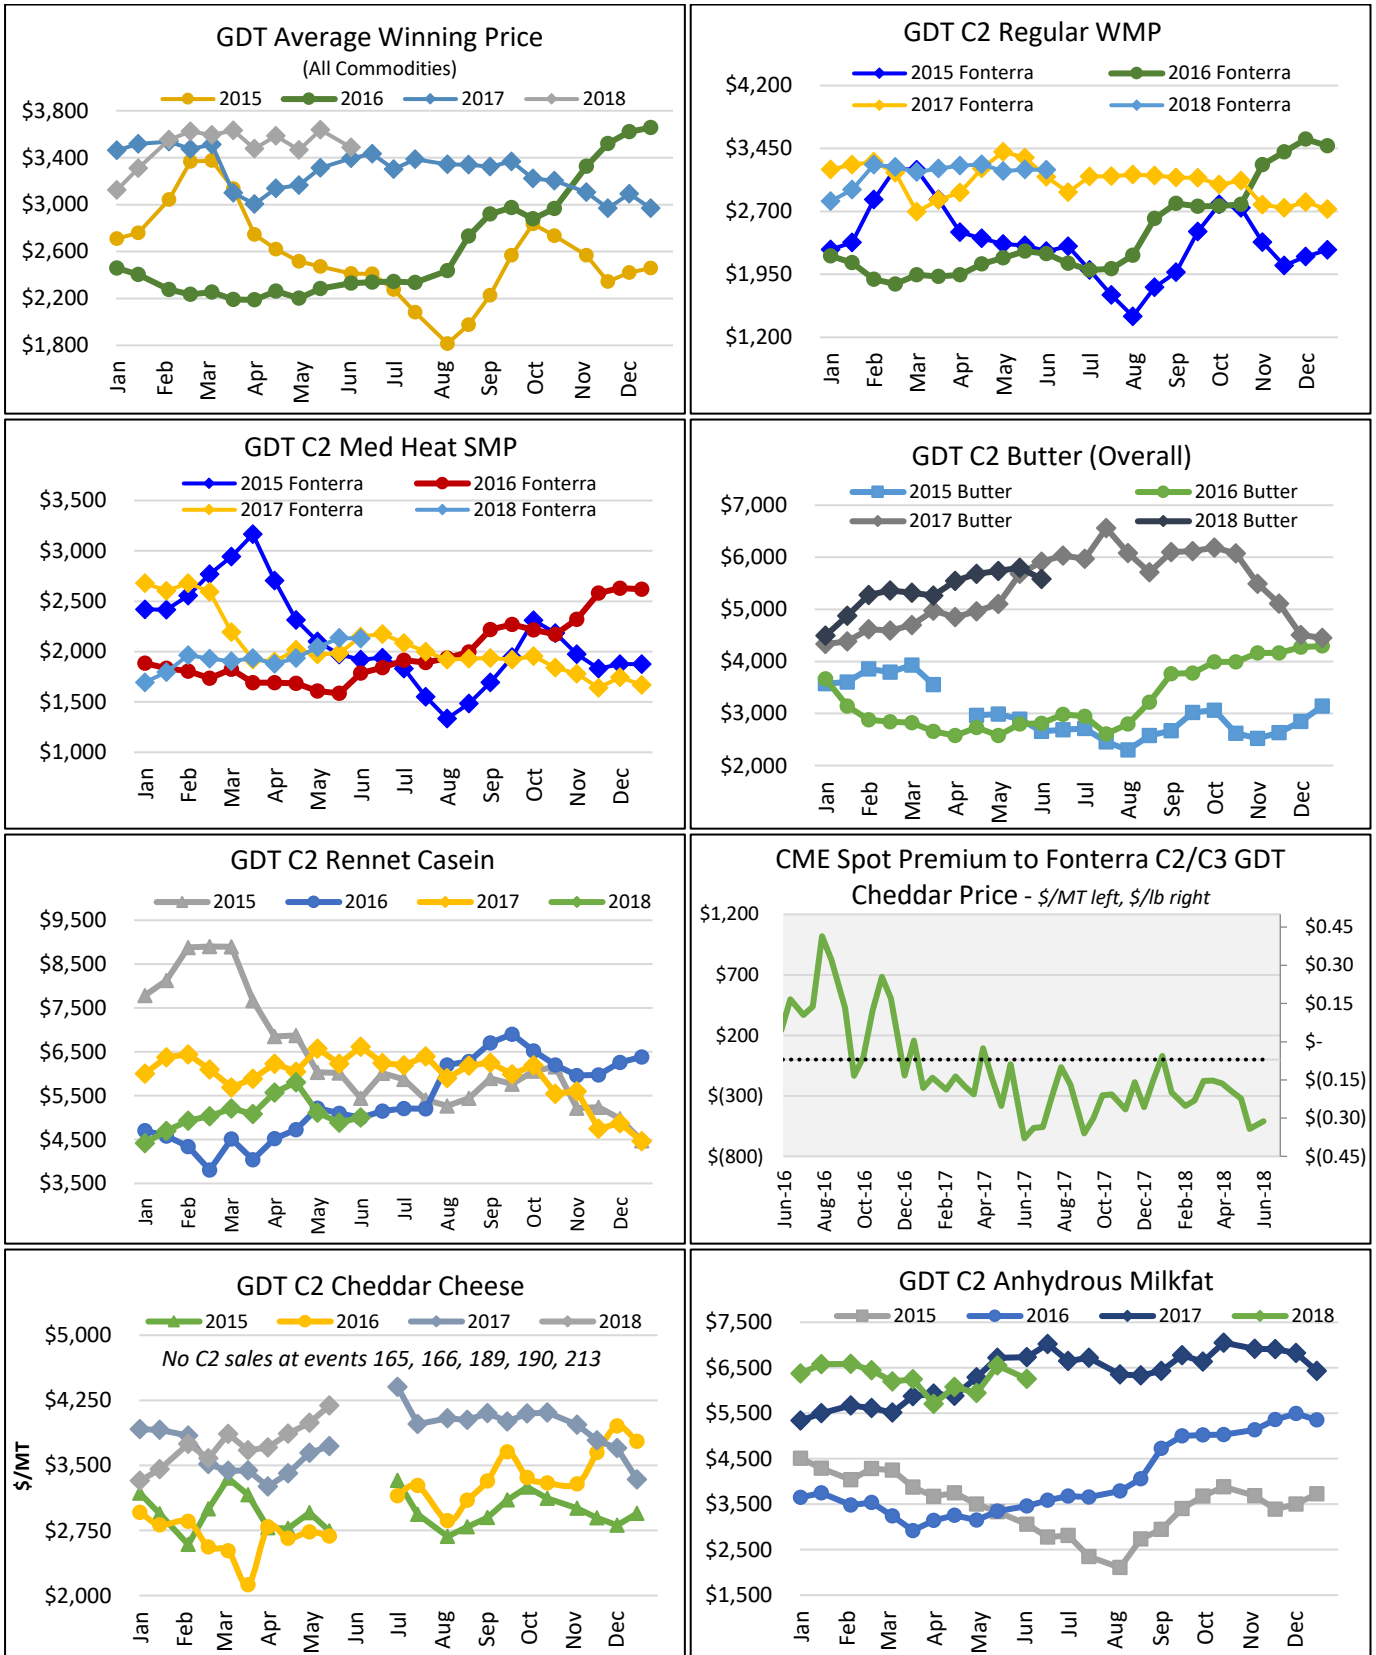 GDT Average Winning Price
(All Commodities)
2015 2016 2017 2018
$3,800
$3,400
$3,000
$2,600
$2,200
$1,800
Jan Feb Mar Apr May Jun Jul Aug Sep Oct Nov Dec
GDT C2 Regular WMP
2015 Fonterra 2016 Fonterra
2017 Fonterra 2018 Fonterra
$4,200
$3,450
$2,700
$1,950
$1,200
Jan Feb Mar Apr May Jun Jul Aug Sep Oct Nov Dec
GDT C2 Med Heat SMP
2015 Fonterra 2016 Fonterra
2017 Fonterra 2018 Fonterra
$3,500
$3,000
$2,500
$2,000
$1,500
$1,000
Jan Feb Mar Apr May Jun Jul Aug Sep Oct Nov Dec
GDT C2 Butter (Overall)
2015 Butter 2016 Butter
2017 Butter 2018 Butter
$7,000
$6,000
$5,000
$4,000
$3,000
$2,000
Jan Feb Mar Apr May Jun Jul Aug Sep Oct Nov Dec
GDT C2 Rennet Casein
2015 2016 2017 2018
$9,500
$8,500
$7,500
$6,500
$5,500
$4,500
$3,500
Jan Feb Mar Apr May Jun Jul Aug Sep Oct Nov Dec
CME Spot Premium to Fonterra C2/C3 GDT
Cheddar Price - $/MT left, $/lb right
$1,200
$700
$200
$(300)
$(800)
$0.45
$0.30
$0.15
$-
$(0.15)
$(0.30)
$(0.45)
Jun-16 Aug-16 Oct-16 Dec-16 Feb-17 Apr-17 Jun-17 Aug-17 Oct-17 Dec-17 Feb-18 Apr-18 Jun-18
GDT C2 Cheddar Cheese
2015 2016 2017 2018
No C2 sales at events 165, 166, 189, 190, 213
$/MT
$5,000
$4,250
$3,500
$2,750
$2,000
Jan Feb Mar Apr May Jun Jul Aug Sep Oct Nov Dec
GDT C2 Anhydrous Milkfat
2015 2016 2017 2018
$7,500
$6,500
$5,500
$4,500
$3,500
$2,500
$1,500
Jan Feb Mar Apr May Jun Jul Aug Sep Oct Nov Dec